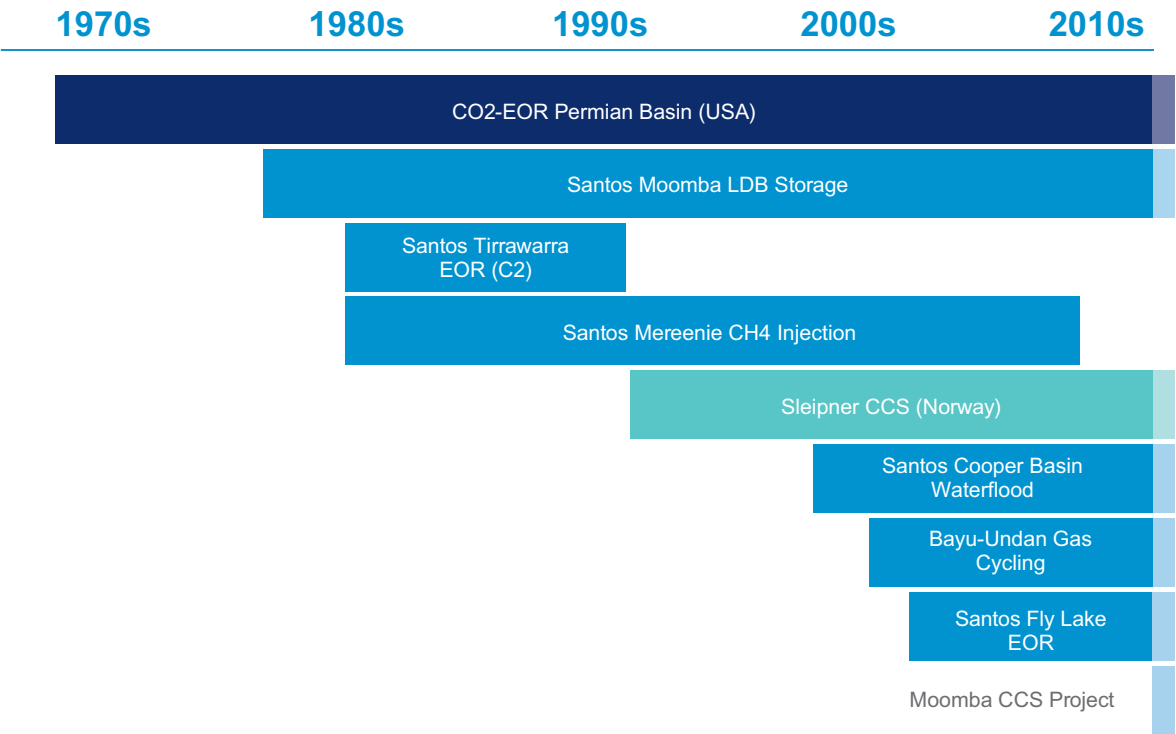 1970s 1980s 1990s 2000s 2010s
CO2-EOR Permian Basin (USA)
Santos Moomba LDB Storage
Santos Tirrawarra
EOR (C2)
Santos Mereenie CH4 Injection
Sleipner CCS (Norway)
Santos Cooper Basin
Waterflood
Bayu-Undan Gas
Cycling
Santos Fly Lake
EOR
Moomba CCS Project